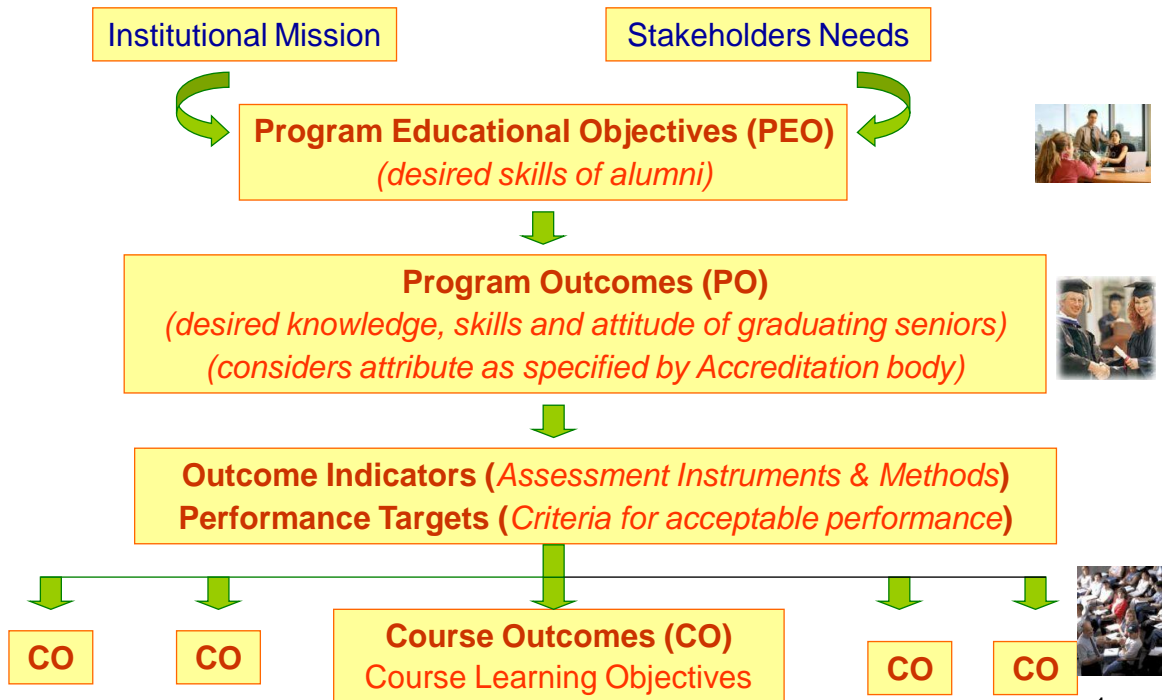 Institutional Mission
Stakeholders Needs
Program Educational Objectives (PEO)
(desired skills of alumni)
Program Outcomes (PO)
(desired knowledge, skills and attitude of graduating seniors)
(considers attribute as specified by Accreditation body)
Outcome Indicators (Assessment Instruments & Methods)
Performance Targets (Criteria for acceptable performance)
CO
CO
Course Outcomes (CO)
Course Learning Objectives
CO
CO